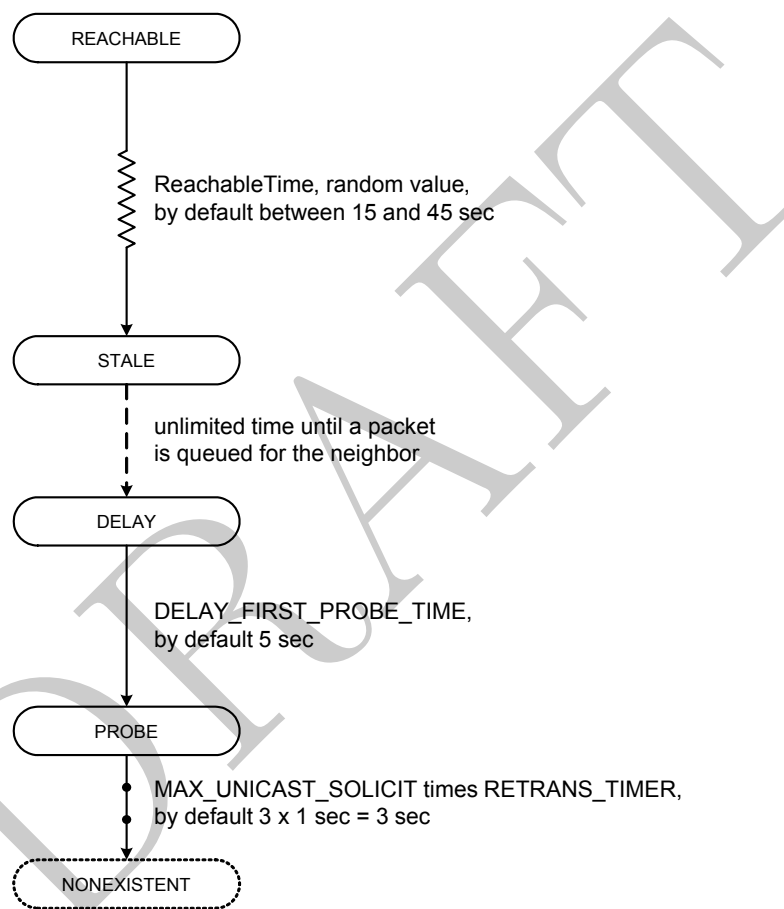 REACHABLE
ReachableTime, random value,
by default between 15 and 45 sec
STALE
unlimited time until a packet
is queued for the neighbor
DELAY
DELAY_FIRST_PROBE_TIME,
by default 5 sec
PROBE
MAX_UNICAST_SOLICIT times RETRANS_TIMER,
by default 3 x 1 sec = 3 sec
NONEXISTENT
DRAFT